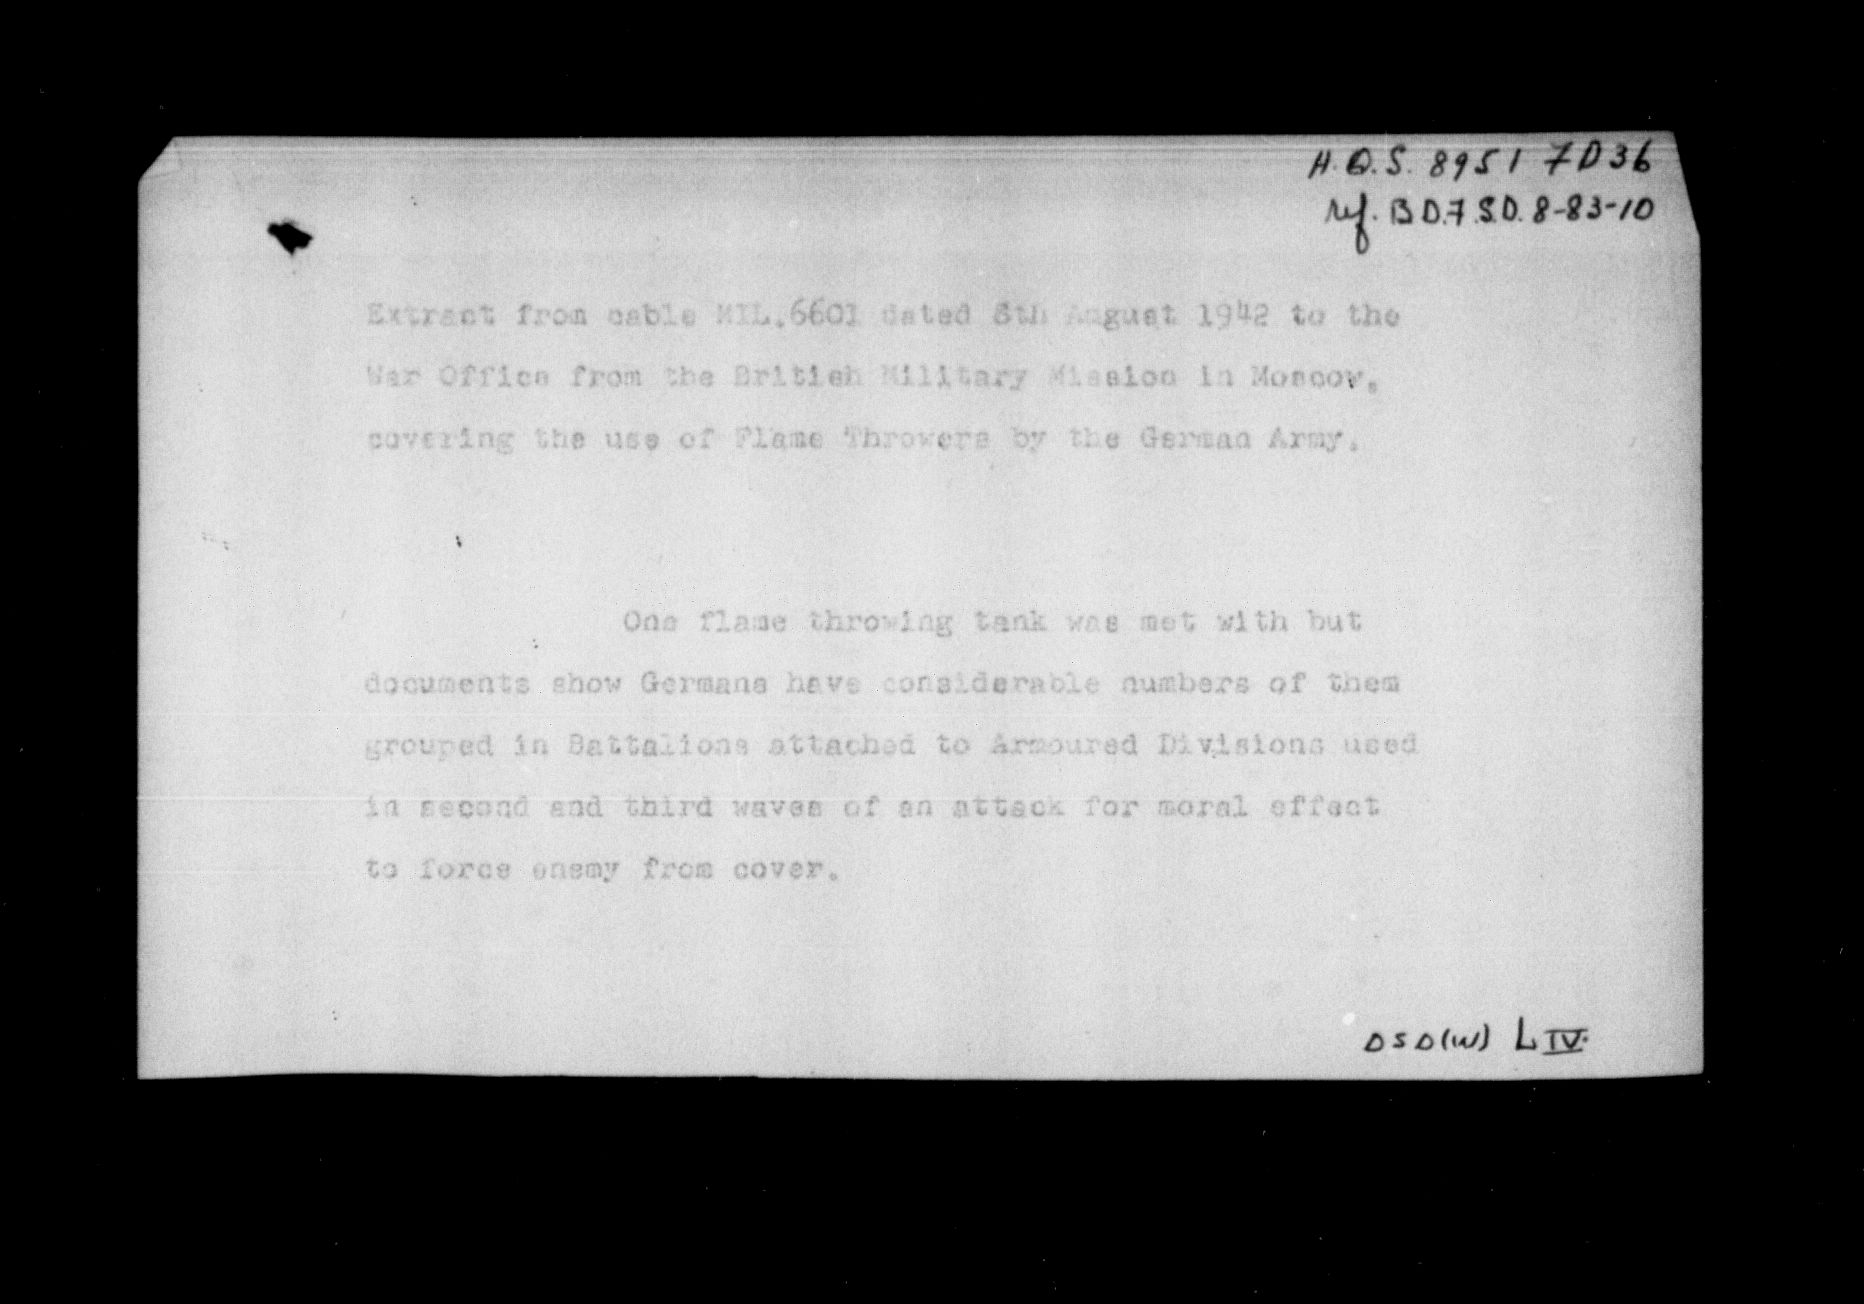 H.Q.S. 8951 FD36
ref. BD.F.S.D. 8-83-10
Extract from cable MIL.6601 dated 8th August 1942 to the
War Office from the British Military Mission in Moscow.
covering the use of Flame Throwers by the German Army.
One flame throwing tank was met with but
documents show Germans have considerable numbers of them
grouped in Battalions attached to Armoured Divisions used
in second and third waves of an attack for moral effect
to force enemy from cover.
DSD(W) L IV.